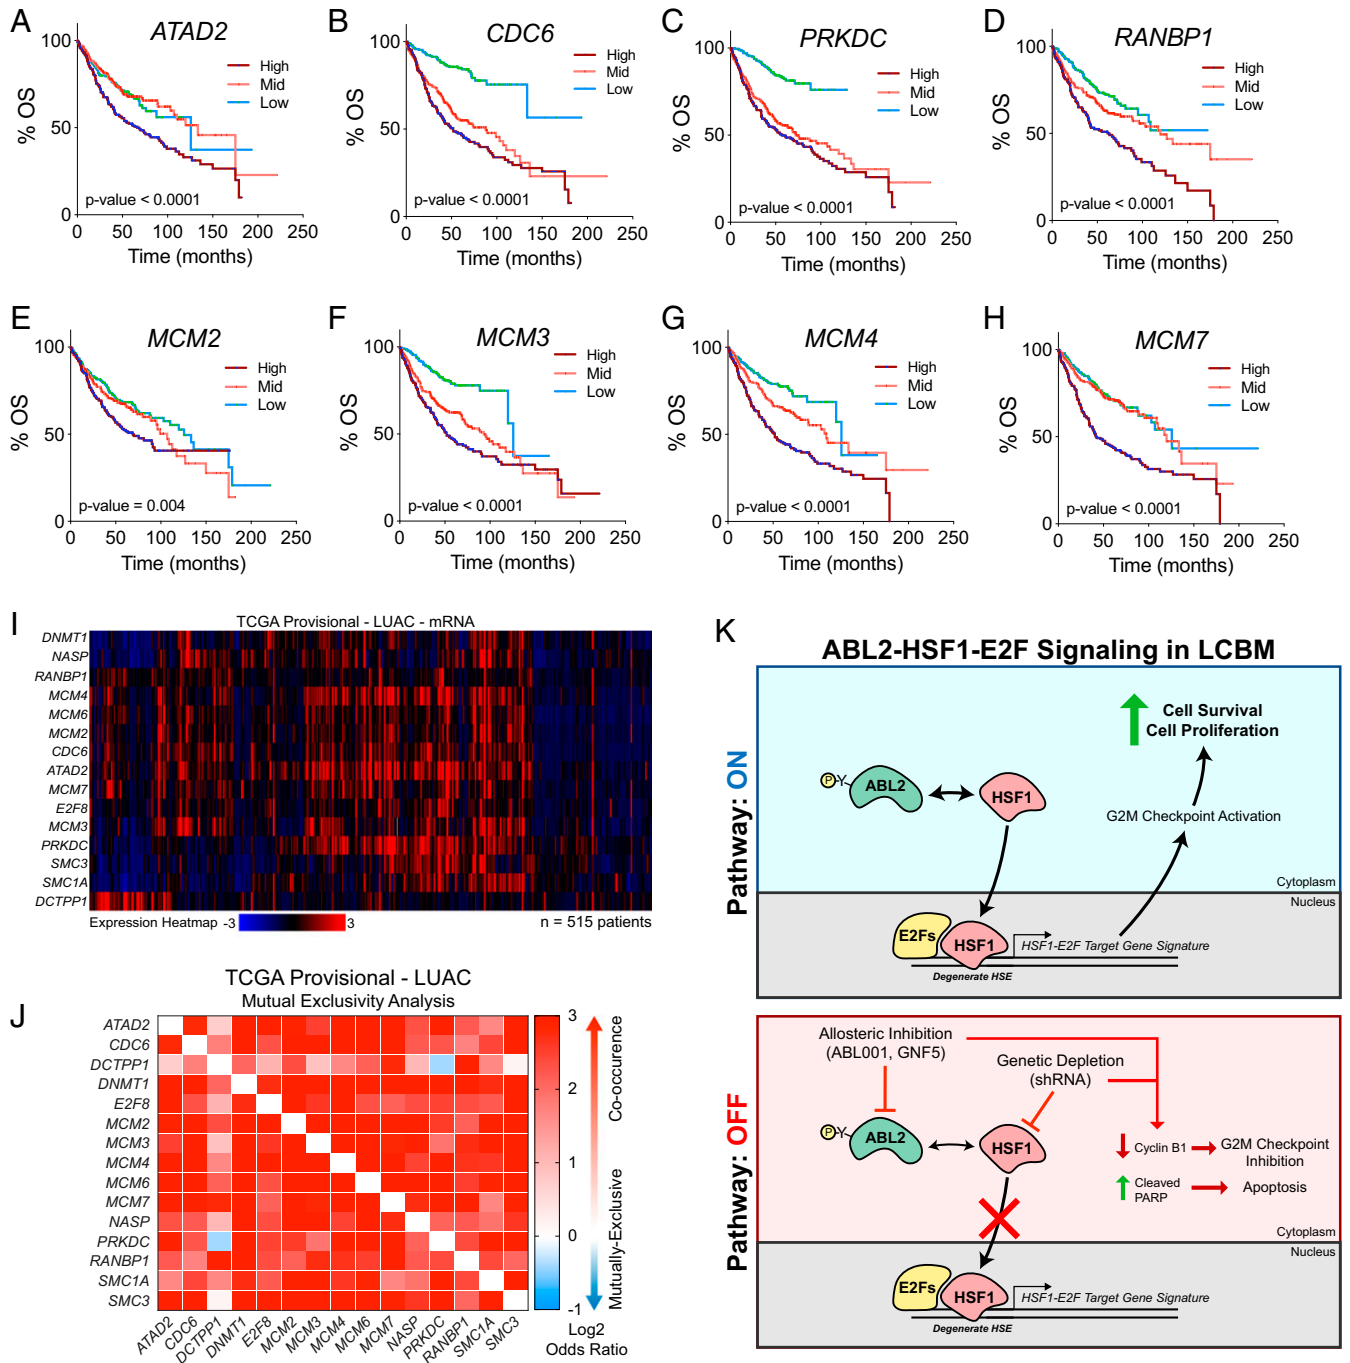 A
ATAD2
% OS
100
50
0
0 50 100 150 200 250
Time (months)
High
Mid
Low
p-value < 0.0001
B
CDC6
% OS
100
50
0
0 50 100 150 200 250
Time (months)
High
Mid
Low
p-value < 0.0001
C
PRKDC
% OS
100
50
0
0 50 100 150 200 250
Time (months)
High
Mid
Low
p-value < 0.0001
D
RANBP1
% OS
100
50
0
0 50 100 150 200 250
Time (months)
High
Mid
Low
p-value < 0.0001
E
MCM2
% OS
100
50
0
0 50 100 150 200 250
Time (months)
High
Mid
Low
p-value = 0.004
F
MCM3
% OS
100
50
0
0 50 100 150 200 250
Time (months)
High
Mid
Low
p-value < 0.0001
G
MCM4
% OS
100
50
0
0 50 100 150 200 250
Time (months)
High
Mid
Low
p-value < 0.0001
H
MCM7
% OS
100
50
0
0 50 100 150 200 250
Time (months)
High
Mid
Low
p-value < 0.0001
I
TCGA Provisional - LUAC - mRNA
DNMT1
NASP
RANBP1
MCM4
MCM6
MCM2
CDC6
ATAD2
MCM7
E2F8
MCM3
PRKDC
SMC3
SMC1A
DCTPP1
Expression Heatmap -3 3
n = 515 patients
J
TCGA Provisional - LUAC
Mutual Exclusivity Analysis
ATAD2
CDC6
DCTPP1
DNMT1
E2F8
MCM2
MCM3
MCM4
MCM6
MCM7
NASP
PRKDC
RANBP1
SMC1A
SMC3
ATAD2 CDC6 DCTPP1 DNMT1 E2F8 MCM2 MCM3 MCM4 MCM6 MCM7 NASP PRKDC RANBP1 SMC1A SMC3
3
2
1
0
-1
Co-occurence
Mutually-Exclusive
Log2
Odds Ratio
K
ABL2-HSF1-E2F Signaling in LCBM
Pathway: ON
Cell Survival
Cell Proliferation
P Y
ABL2
HSF1
G2M Checkpoint Activation
Cytoplasm
Nucleus
E2Fs
HSF1
HSF1-E2F Target Gene Signature
Degenerate HSE
Pathway: OFF
Allosteric Inhibition
(ABL001, GNF5)
Genetic Depletion
(shRNA)
P Y
ABL2
HSF1
Cyclin B1
G2M Checkpoint
Inhibition
Cleaved
PARP
Apoptosis
Cytoplasm
Nucleus
E2Fs
HSF1
HSF1-E2F Target Gene Signature
Degenerate HSE